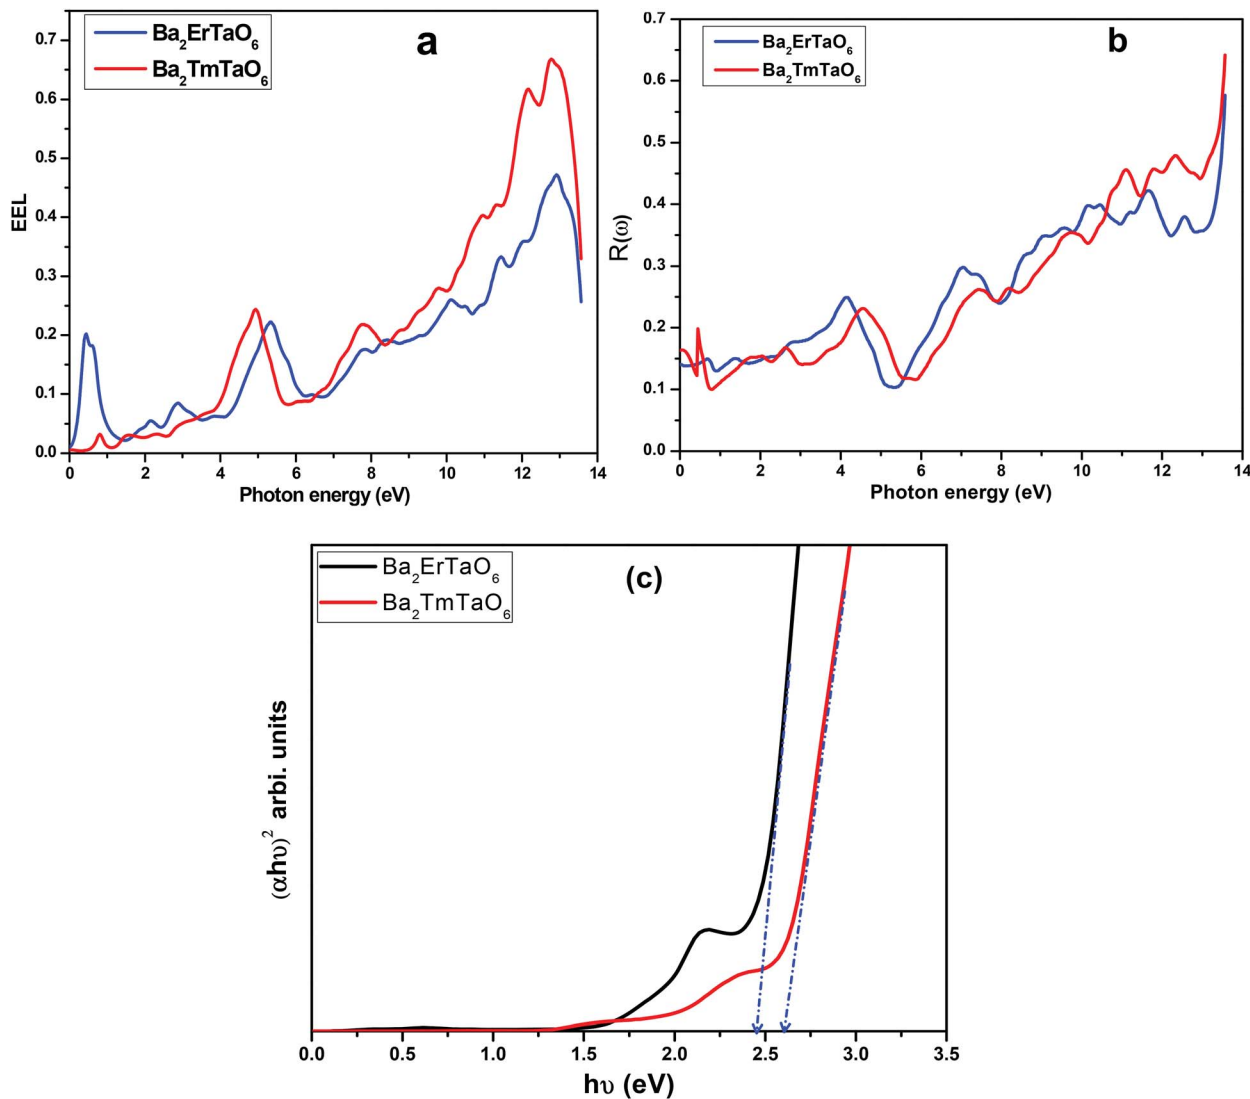 a
Ba₂ErTaO₆
Ba₂TmTaO₆
EEL
0.7
0.6
0.5
0.4
0.3
0.2
0.1
0.0
0 2 4 6 8 10 12 14
Photon energy (eV)
b
Ba₂ErTaO₆
Ba₂TmTaO₆
R(ω)
0.7
0.6
0.5
0.4
0.3
0.2
0.1
0.0
0 2 4 6 8 10 12 14
Photon energy (eV)
(c)
Ba₂ErTaO₆
Ba₂TmTaO₆
(αhυ)² arbi. units
0.0 0.5 1.0 1.5 2.0 2.5 3.0 3.5
hυ (eV)